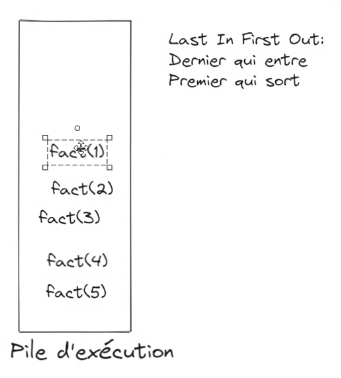 Last In First Out:
Dernier qui entre
Premier qui sort
fact(1)
fact(2)
fact(3)
fact(4)
fact(5)
Pile d'exécution